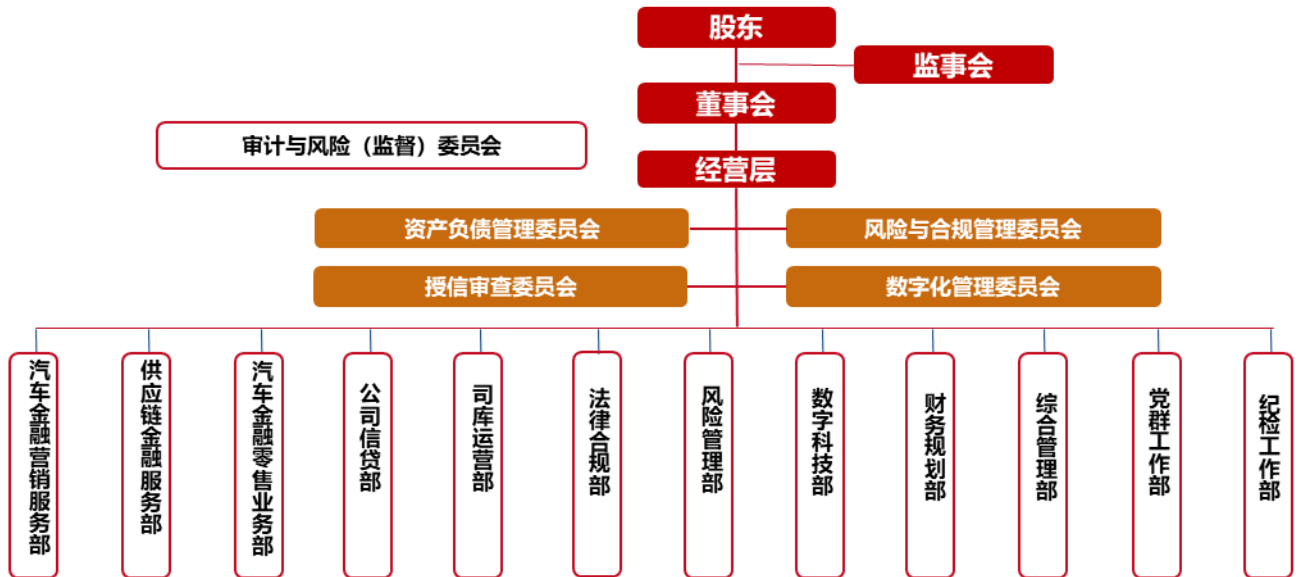 股东
监事会
董事会
审计与风险（监督）委员会
经营层
资产负债管理委员会
风险与合规管理委员会
授信审查委员会
数字化管理委员会
汽车金融营销服务部
供应链金融服务部
汽车金融零售业务部
公司信贷部
司库运营部
法律合规部
风险管理部
数字科技部
财务规划部
综合管理部
党群工作部
纪检工作部